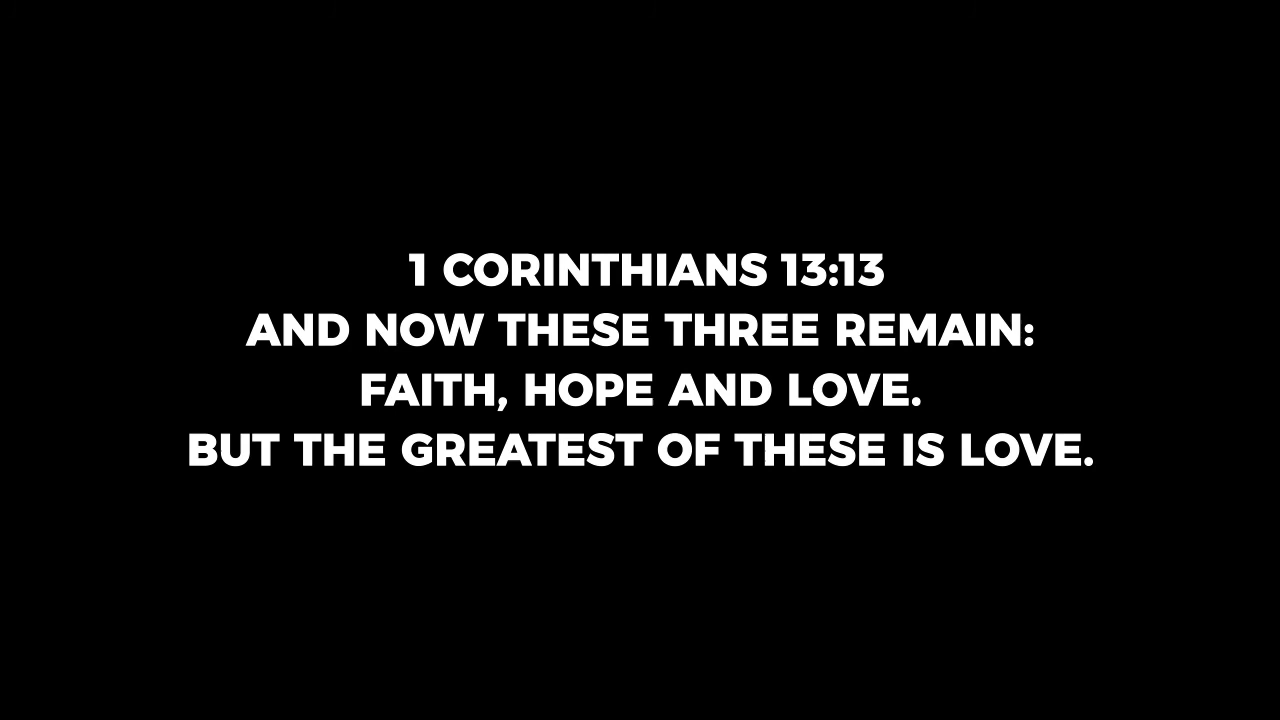 1 CORINTHIANS 13:13
AND NOW THESE THREE REMAIN:
FAITH, HOPE AND LOVE.
BUT THE GREATEST OF THESE IS LOVE.